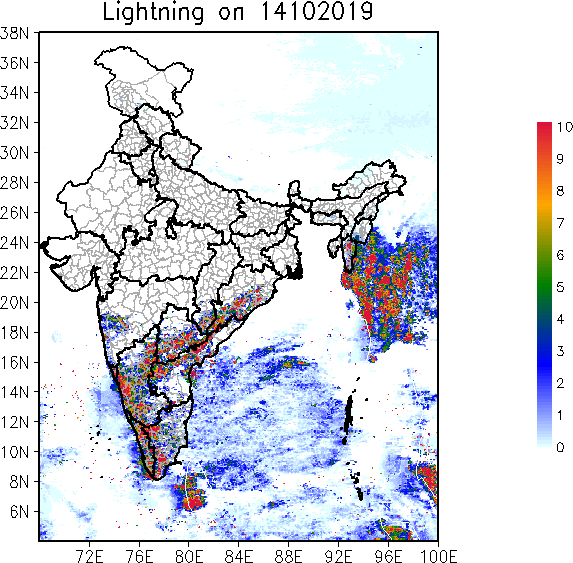 Lightning on 14102019
38N
36N
34N
32N
30N
28N
26N
24N
22N
20N
18N
16N
14N
12N
10N
8N
6N
72E 76E 80E 84E 88E 92E 96E 100E
10
9
8
7
6
5
4
3
2
1
0